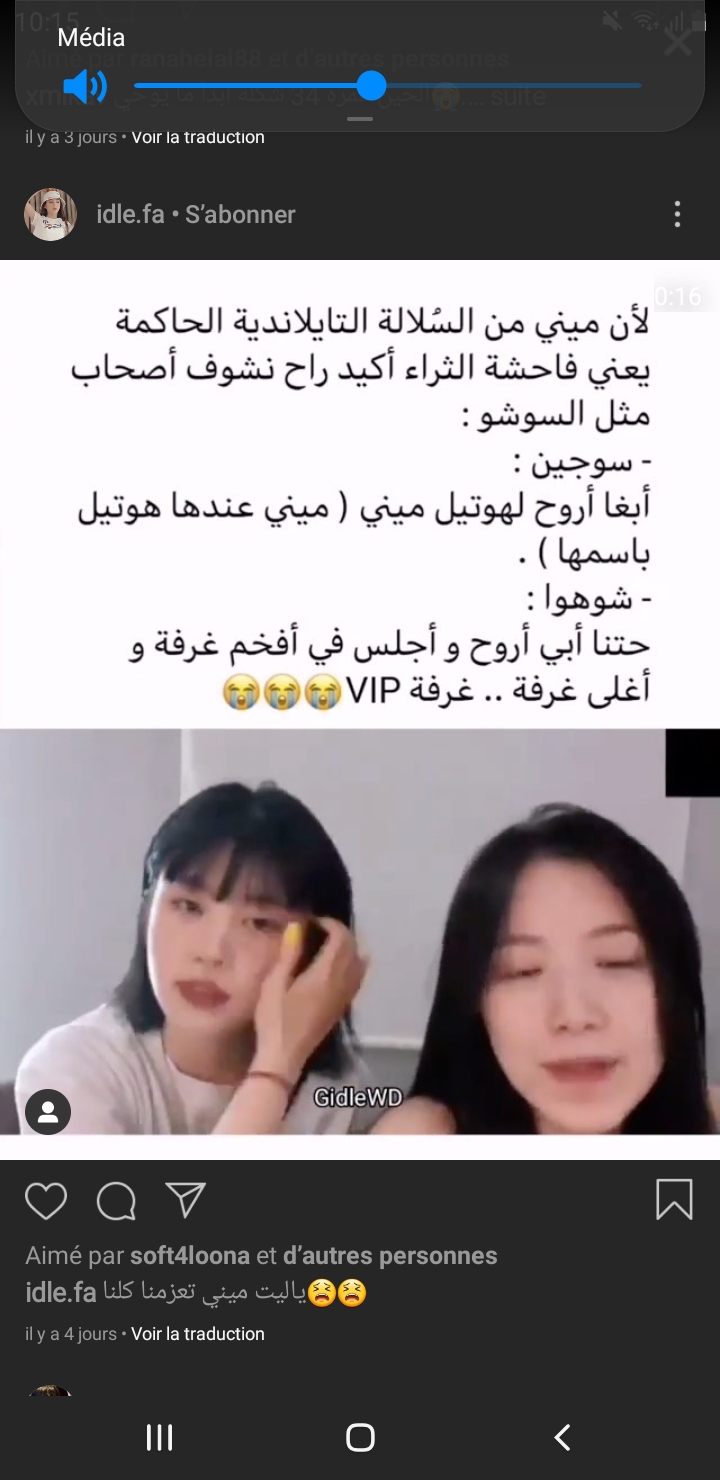 10:15
Média
Aimé par ranahelal88 et d'autres personnes
suite
il y a 3 jours • Voir la traduction
idle.fa • S'abonner
0:16
لأن ميني من السُلالة التايلاندية الحاكمة
يعني فاحشة الثراء أكيد راح نشوف أصحاب
مثل السوشو :
- سوجين :
أبغا أروح لهوتيل ميني ( ميني عندها هوتيل
باسمها ) .
- شوهوا :
حتنا أبي أروح و أجلس في أفخم غرفة و
أغلى غرفة .. غرفة VIP 😭😭😭
GidleWD
Aimé par soft4loona et d'autres personnes
idle.fa ياليت ميني تعزمنا كلنا😫😫
il y a 4 jours • Voir la traduction